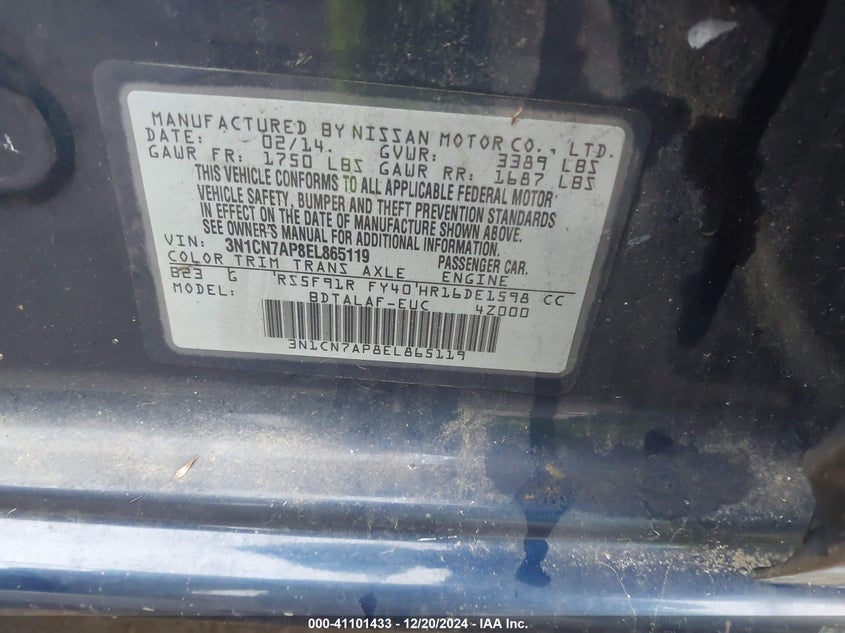 MANUFACTURED BY NISSAN MOTOR CO., LTD.
DATE: 02/14. GVWR: 3389 LBS
GAWR FR: 1750 LBS GAWR RR: 1687 LBS
THIS VEHICLE CONFORMS TO ALL APPLICABLE FEDERAL MOTOR
VEHICLE SAFETY, BUMPER AND THEFT PREVENTION STANDARDS
IN EFFECT ON THE DATE OF MANUFACTURE SHOWN ABOVE.
SEE OWNER'S MANUAL FOR ADDITIONAL INFORMATION.
VIN: 3N1CN7AP8EL865119 PASSENGER CAR.
COLOR TRIM TRANS AXLE ENGINE
B23 G RS5F91R FY40 HR16DE1598 CC
MODEL: BDTALAF-EUC 4Z000
3N1CN7AP8EL865119
000-41101433 - 12/20/2024 - IAA Inc.